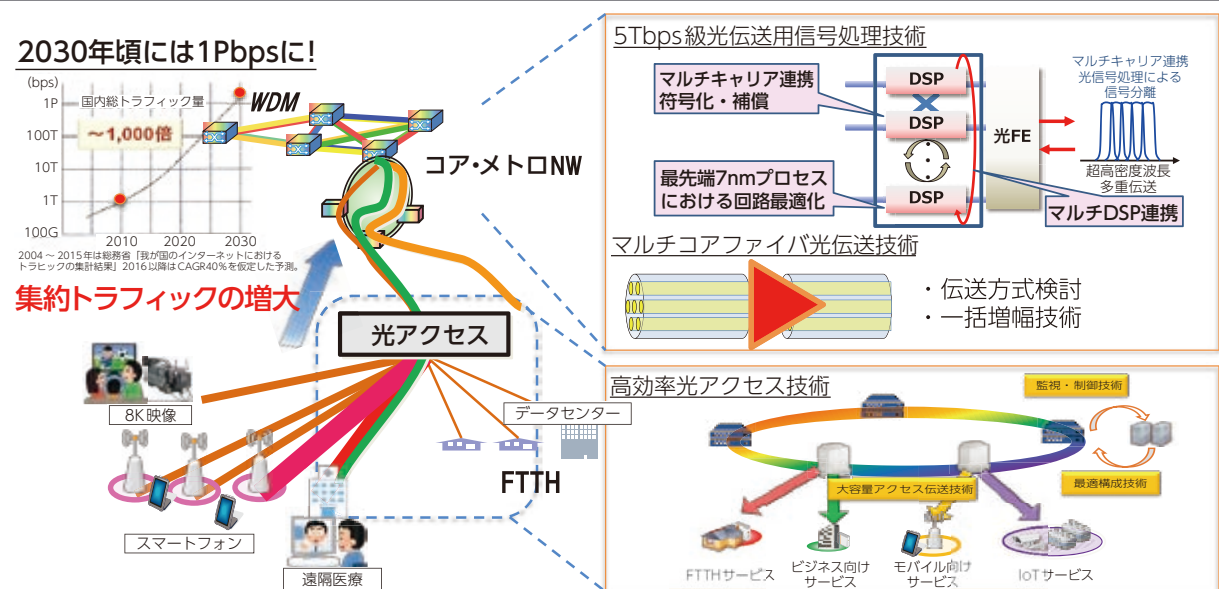 2030年頃には1Pbpsに!
(bps)
1P
100T
10T
1T
100G
国内総トラフィック量
～1,000倍
2010
2020
2030
2004～2015年は総務省「我が国のインターネットにおける
トラヒックの集計結果」2016以降はCAGR40%を仮定した予測。
WDM
コア・メトロNW
集約トラフィックの増大
光アクセス
8K映像
スマートフォン
遠隔医療
データセンター
FTTH
5Tbps級光伝送用信号処理技術
マルチキャリア連携
符号化・補償
最先端7nmプロセス
における回路最適化
DSP
DSP
DSP
光FE
マルチDSP連携
マルチキャリア連携
光信号処理による
信号分離
超高密度波長
多重伝送
マルチコアファイバ光伝送技術
・伝送方式検討
・一括増幅技術
高効率光アクセス技術
監視・制御技術
最適構成技術
大容量アクセス伝送技術
FTTHサービス
ビジネス向け
サービス
モバイル向け
サービス
IoTサービス